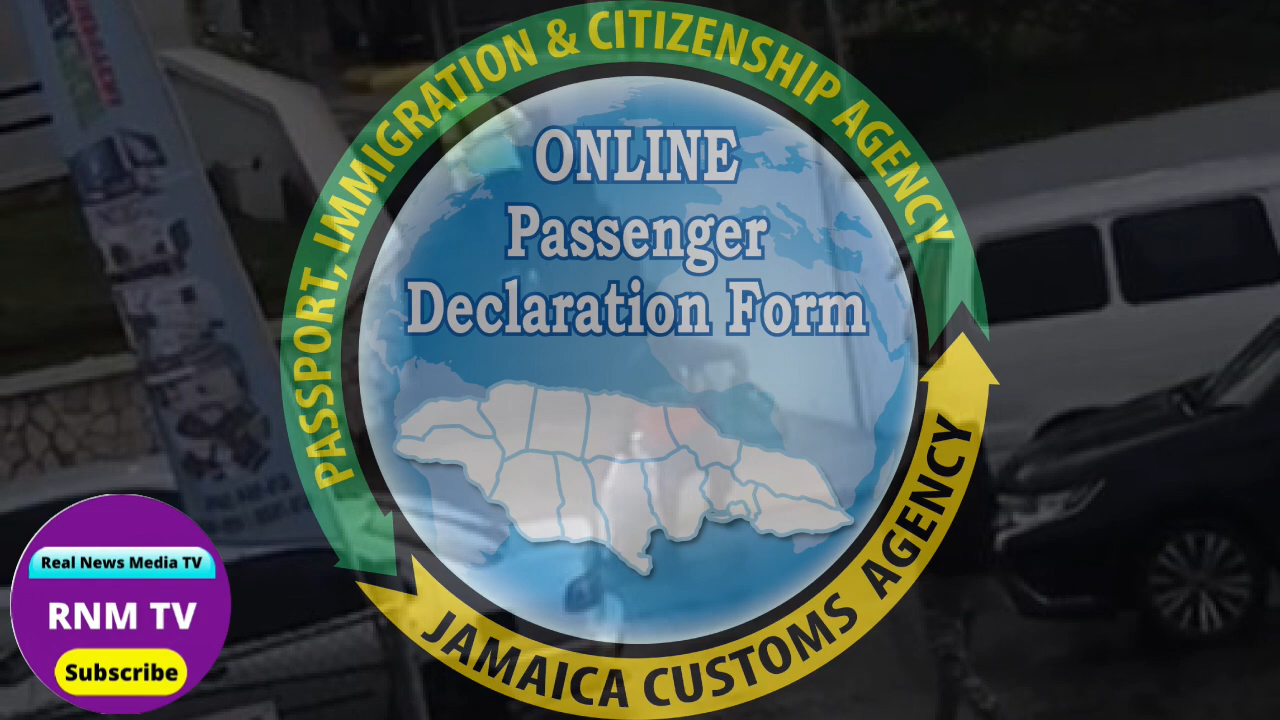 PASSPORT, IMMIGRATION & CITIZENSHIP AGENCY
ONLINE
Passenger
Declaration Form
JAMAICA CUSTOMS AGENCY
Real News Media TV
RNM TV
Subscribe